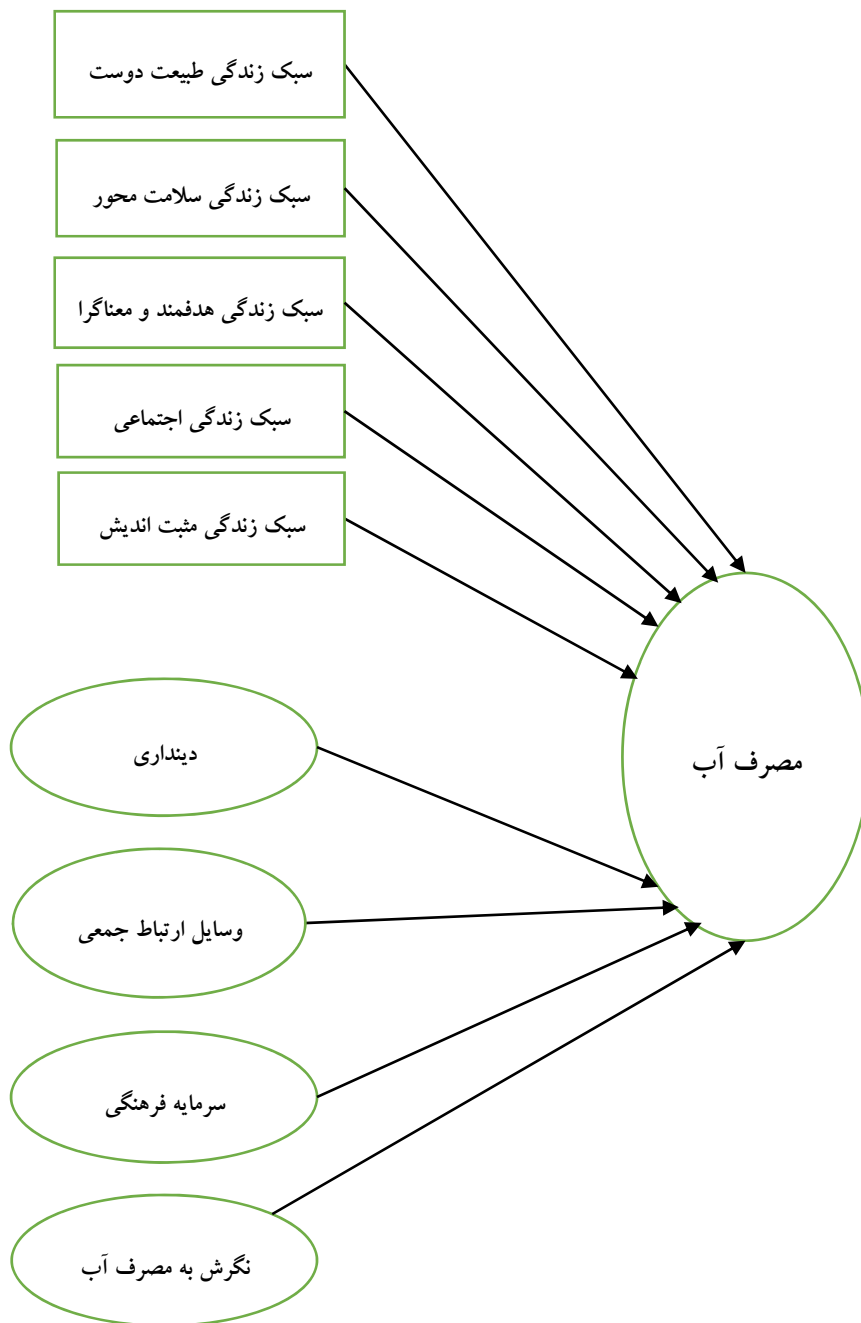 سبک زندگی طبیعت دوست
سبک زندگی سلامت محور
سبک زندگی هدفمند و معناگرا
سبک زندگی اجتماعی
سبک زندگی مثبت اندیش
مصرف آب
دینداری
وسایل ارتباط جمعی
سرمایه فرهنگی
نگرش به مصرف آب